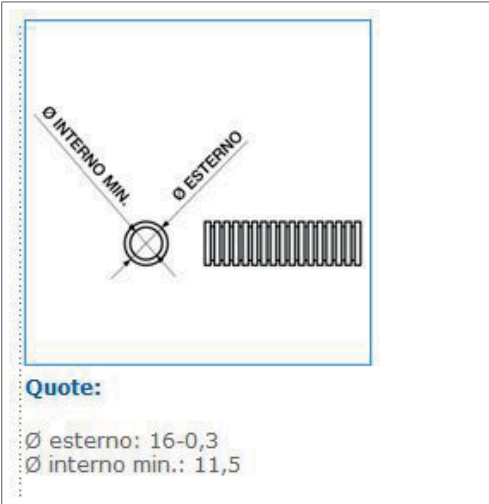 Ø INTERNO MIN.
Ø ESTERNO
Quote:
Ø esterno: 16-0,3
Ø interno min.: 11,5